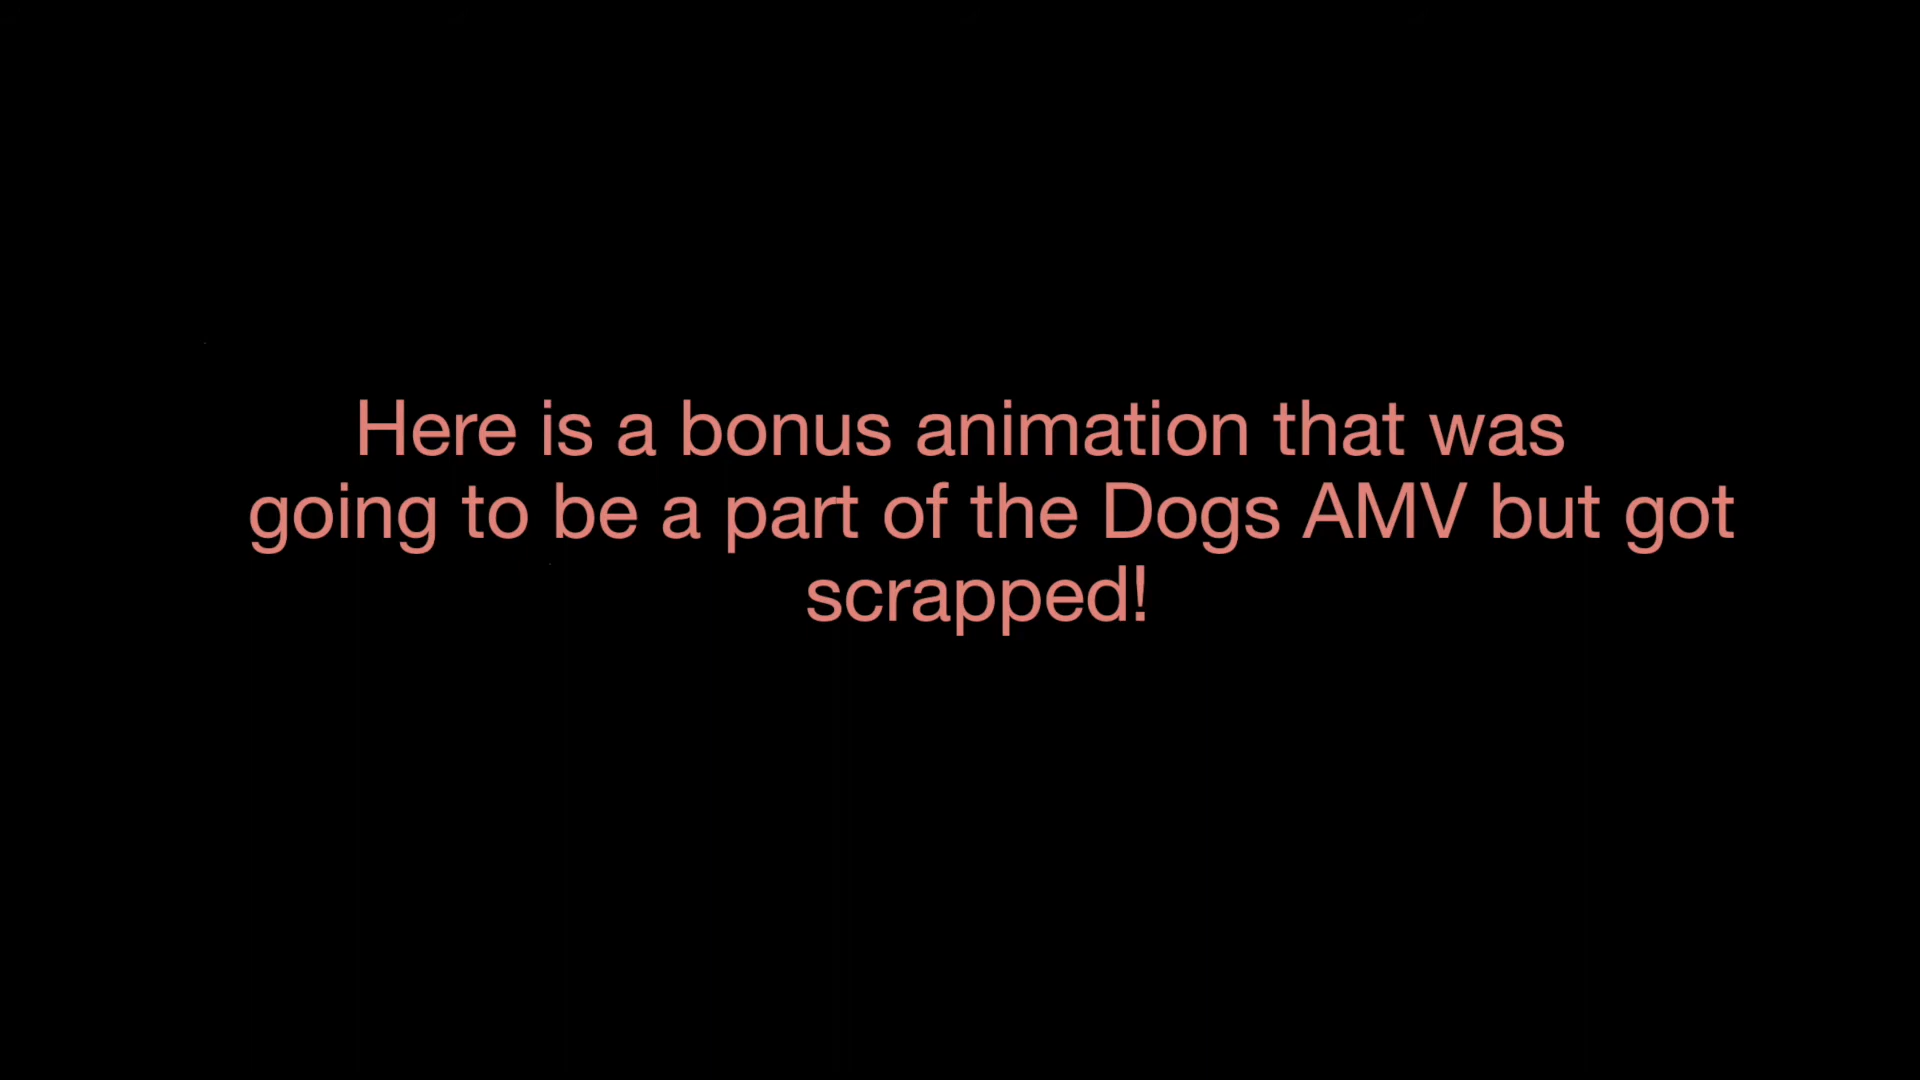 Here is a bonus animation that was
going to be a part of the Dogs AMV but got
scrapped!